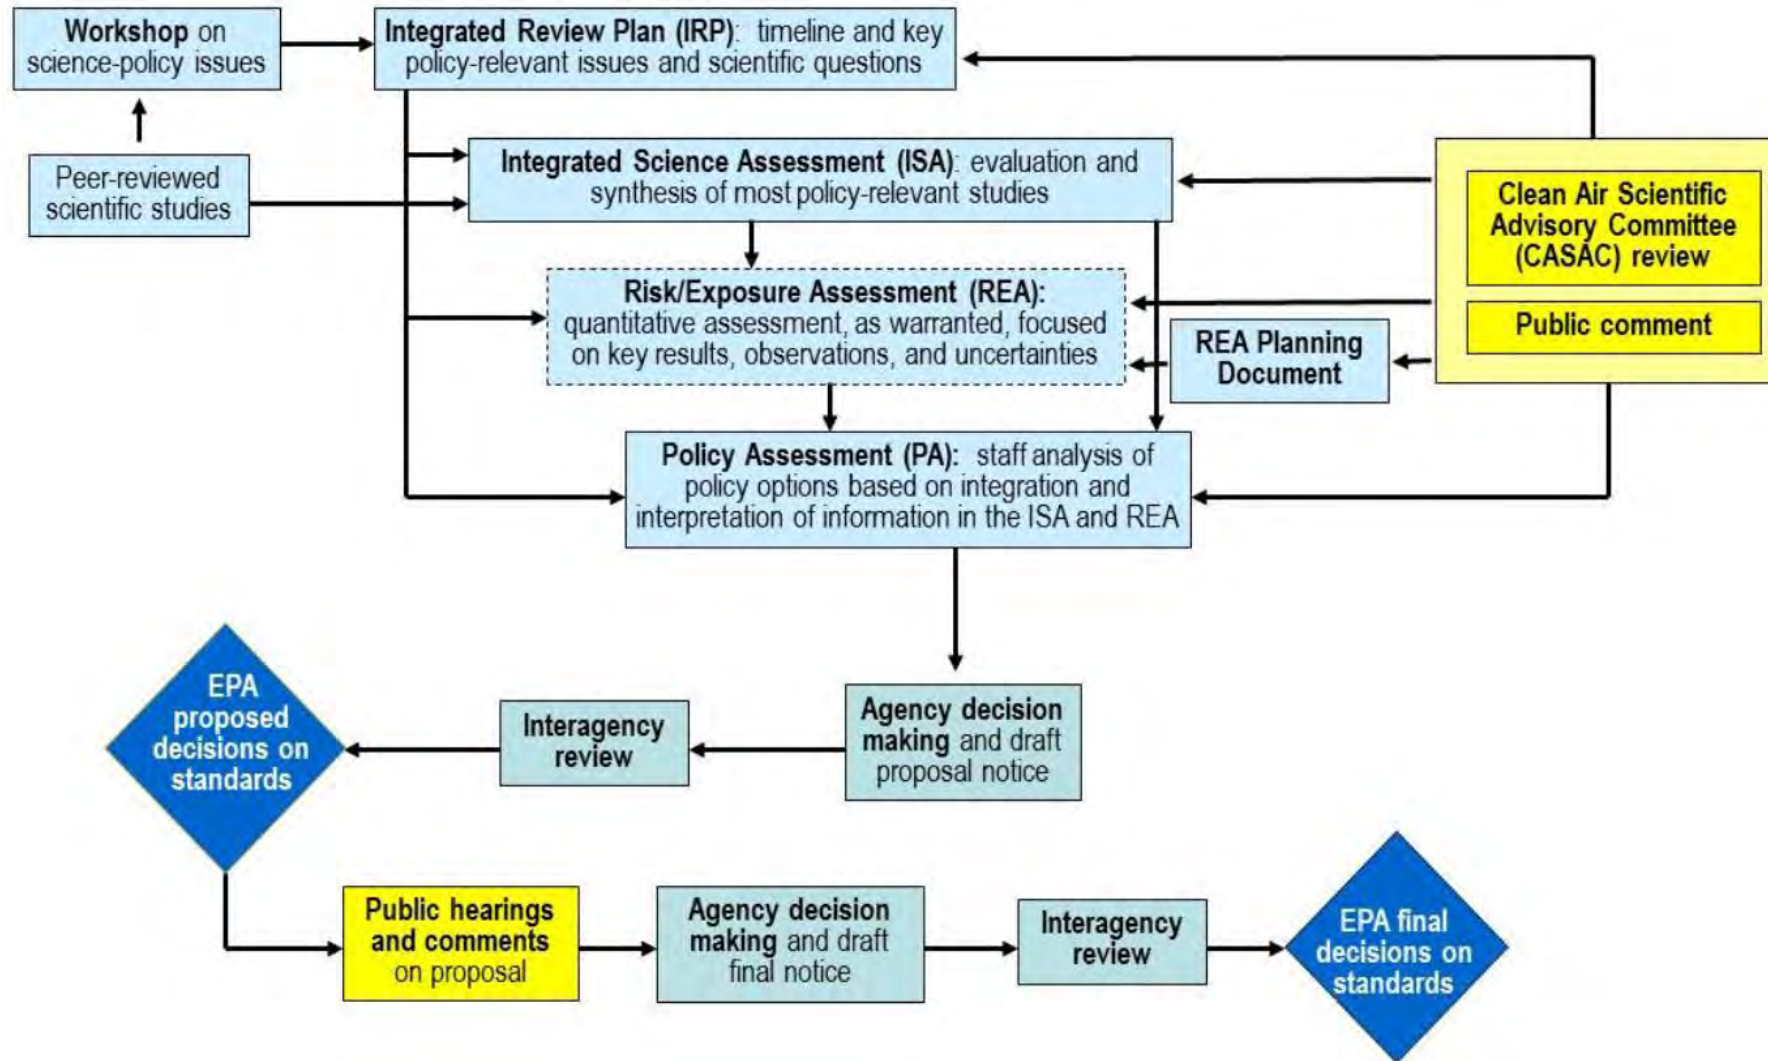 Workshop on
science-policy issues
Integrated Review Plan (IRP): timeline and key
policy-relevant issues and scientific questions
Peer-reviewed
scientific studies
Integrated Science Assessment (ISA): evaluation and
synthesis of most policy-relevant studies
Clean Air Scientific
Advisory Committee
(CASAC) review
Public comment
Risk/Exposure Assessment (REA):
quantitative assessment, as warranted, focused
on key results, observations, and uncertainties
REA Planning
Document
Policy Assessment (PA): staff analysis of
policy options based on integration and
interpretation of information in the ISA and REA
EPA
proposed
decisions on
standards
Interagency
review
Agency decision
making and draft
proposal notice
Public hearings
and comments
on proposal
Agency decision
making and draft
final notice
Interagency
review
EPA final
decisions on
standards